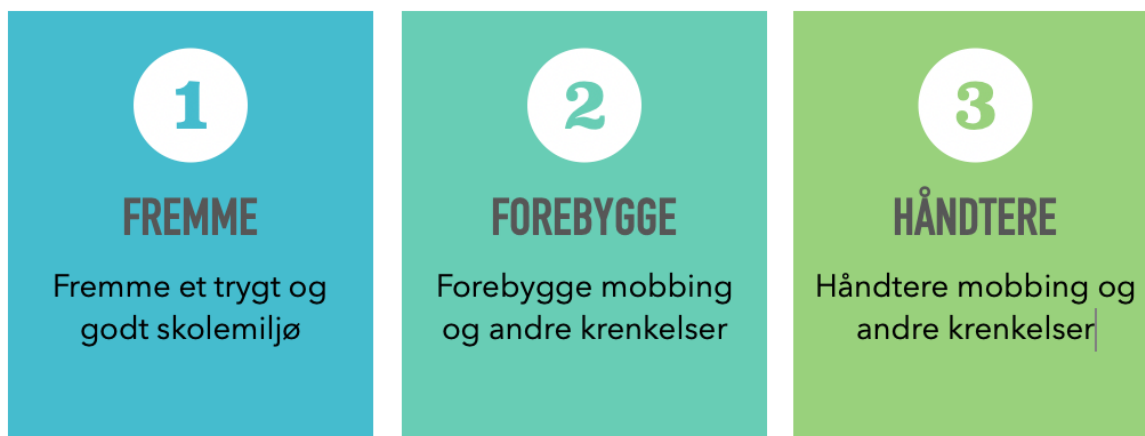 1
FREMME
Fremme et trygt og
godt skolemiljø
2
FOREBYGGE
Forebygge mobbing
og andre krenkelser
3
HÅNDTERE
Håndtere mobbing og
andre krenkelser